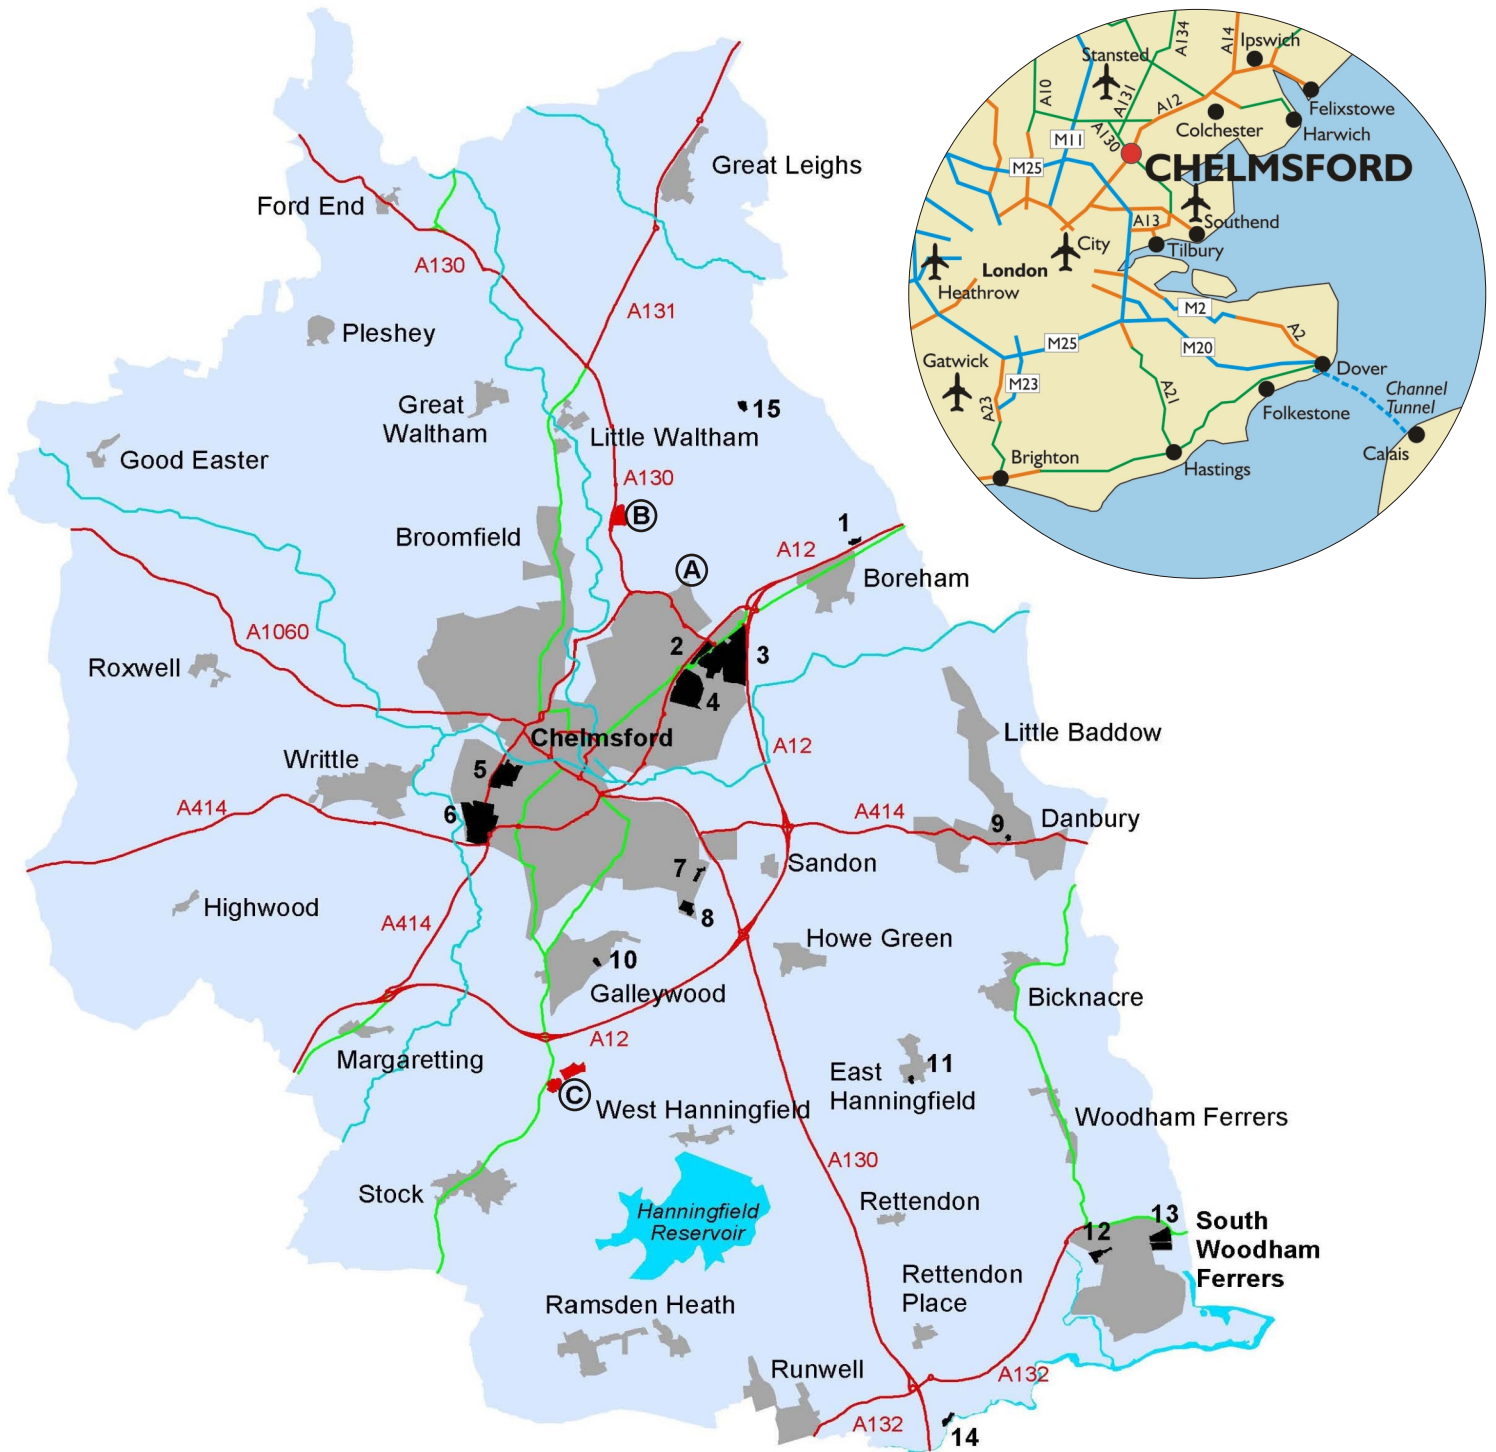 Great Leighs
Ford End
A130
A131
Pleshey
Great
Waltham
15
Little Waltham
Good Easter
A130
B
Broomfield
1
A12
A
Boreham
A1060
2
3
Roxwell
4
Chelmsford
A12
Little Baddow
Writtle
5
A414
6
A414
9
Danbury
7
Sandon
Highwood
8
A414
Howe Green
10
Galleywood
Bicknacre
A12
Margaretting
11
East
Hanningfield
C
West Hanningfield
Woodham Ferrers
A130
Stock
Rettendon
Hanningfield
Reservoir
12
13
South
Woodham
Ferrers
Rettendon
Place
Ramsden Heath
Runwell
A132
A132
14
Stansted
A134
A14
Ipswich
A10
A131
A12
Felixstowe
Colchester
Harwich
A130
M11
CHELMSFORD
M25
A13
Southend
City
Tilbury
London
Heathrow
M2
A2
M25
M20
Gatwick
M23
Dover
A23
A21
Channel
Tunnel
Folkestone
Calais
Brighton
Hastings